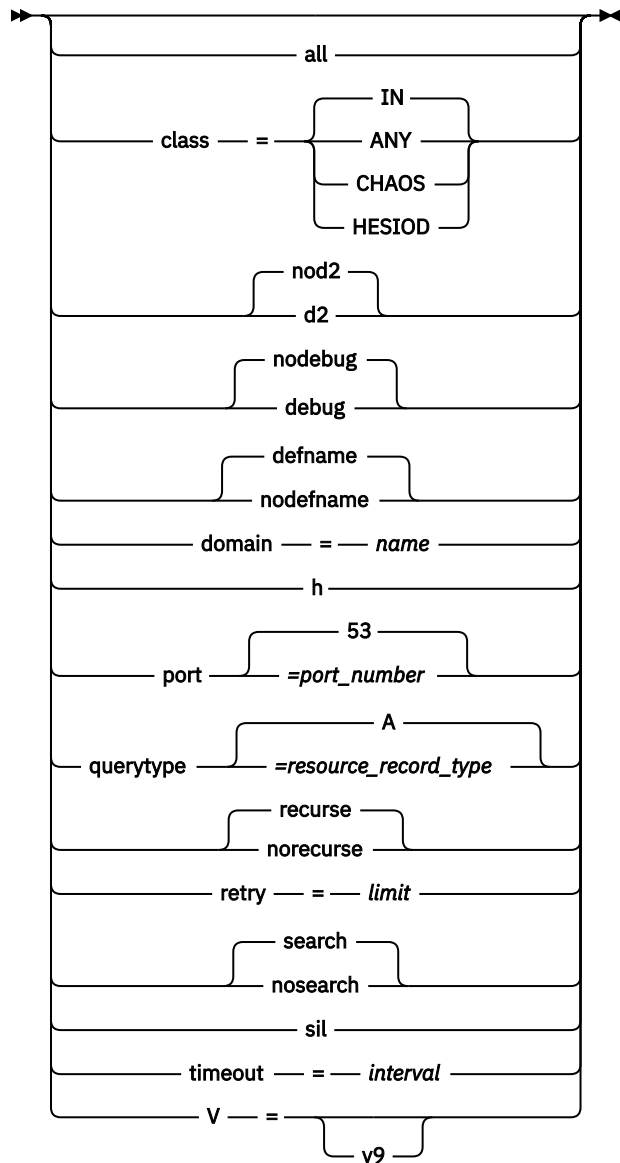 all
IN
class = ANY
CHAOS
HESIOD
nod2
d2
nodebug
debug
defname
nodefname
domain = name
h
53
port =port_number
A
querytype =resource_record_type
recurse
norecurse
retry = limit
search
nosearch
sil
timeout = interval
V =
v9